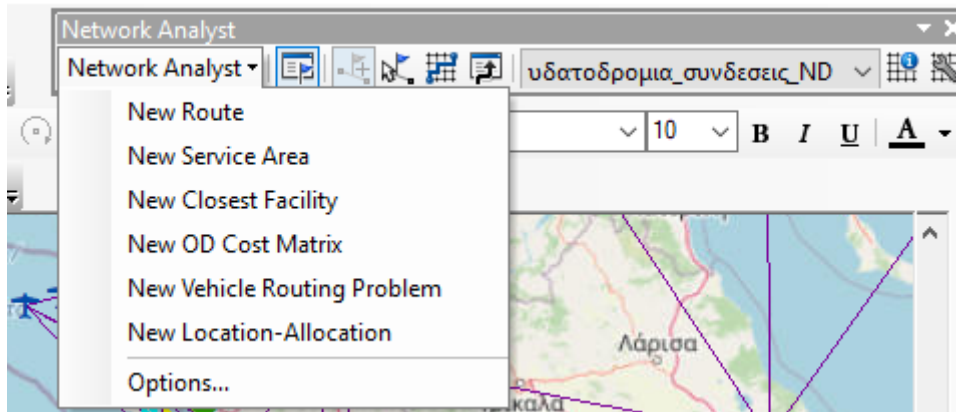 Network Analyst
Network Analyst
υδατοδρομια_συνδεσεις_ND
New Route
10 B I U A
New Service Area
New Closest Facility
New OD Cost Matrix
New Vehicle Routing Problem
New Location-Allocation
Λάρισα
Options...